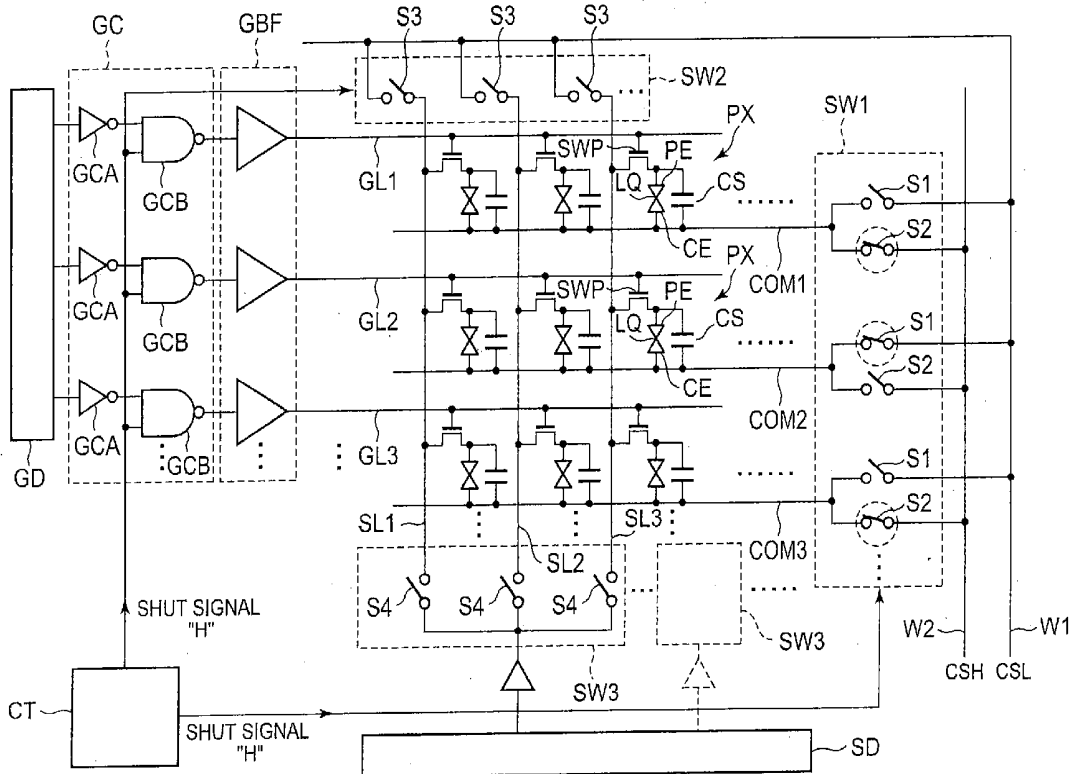 GC
GBF
S3
S3
S3
SW2
SW1
PX
GCA
GCB
GL1
SWP
PE
LQ
CS
CE
S1
S2
COM1
PX
GCA
GCB
GL2
SWP
PE
LQ
CS
CE
S1
S2
COM2
GCA
GCB
GD
GL3
S1
S2
COM3
SL1
SL2
SL3
S4
S4
S4
SW3
SW3
W2
W1
CSH
CSL
SHUT SIGNAL
"H"
CT
SHUT SIGNAL
"H"
SD